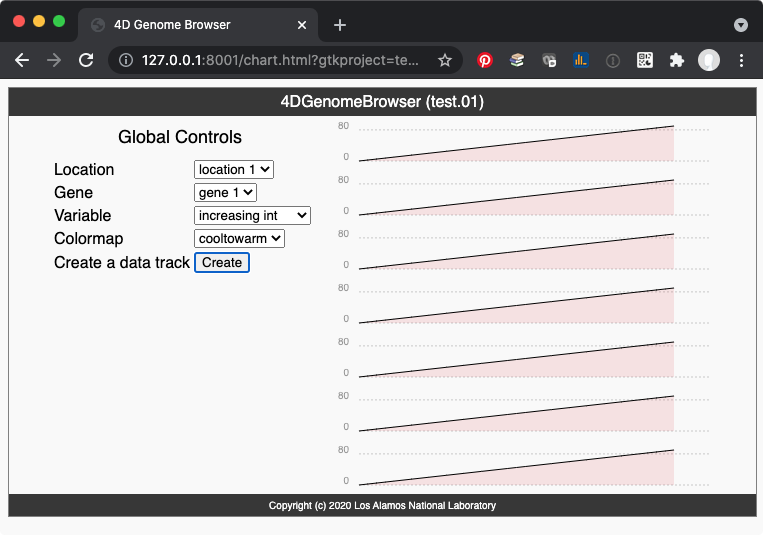 4D Genome Browser
127.0.0.1:8001/chart.html?gtkproject=te...
4DGenomeBrowser (test.01)
Global Controls
Location location 1
Gene gene 1
Variable increasing int
Colormap cooltowarm
Create a data track Create
80
0
80
0
80
0
80
0
80
0
80
0
80
0
Copyright (c) 2020 Los Alamos National Laboratory